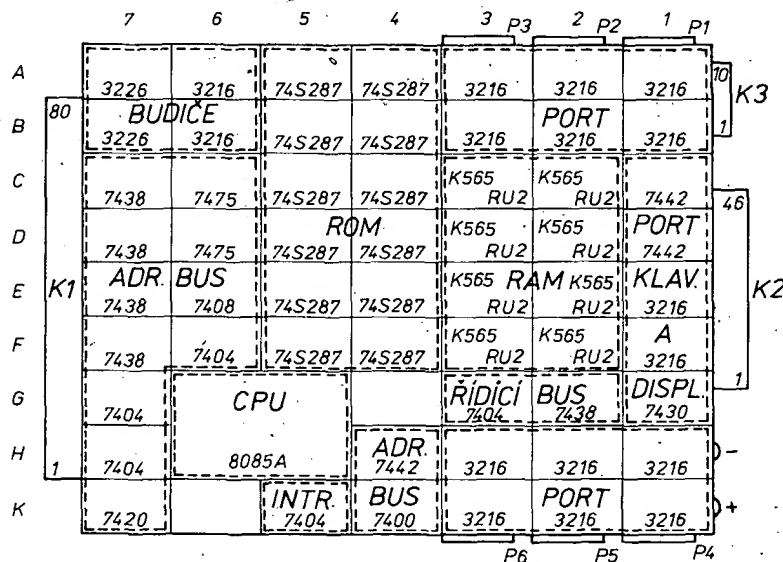 7 6 5 4 3 P3 2 P2 1 P1
A 3226 3216 74S287 74S287 3216 3216 3216 10 K3
80 BUDIČE PORT
B 3226 3216 74S287 74S287 3216 3216 3216 1
C 7438 7475 74S287 74S287 K565 RU2 K565 RU2 7442 46
ROM PORT
D 7438 7475 74S287 74S287 K565 RU2 K565 RU2 7442
K1 ADR. BUS RAM KLAV. K2
E 7438 7408 74S287 74S287 K565 RU2 K565 RU2 3216
A
F 7438 7404 74S287 74S287 K565 RU2 K565 RU2 3216
1
CPU ŘÍDÍCÍ BUS DISPL.
G 7404 7404 7438 7430
ADR.
H 1 7404 8085A 7442 3216 3216 3216 -
INTR. BUS PORT +
K 7420 7404 7400 3216 3216 3216
P6 P5 P4